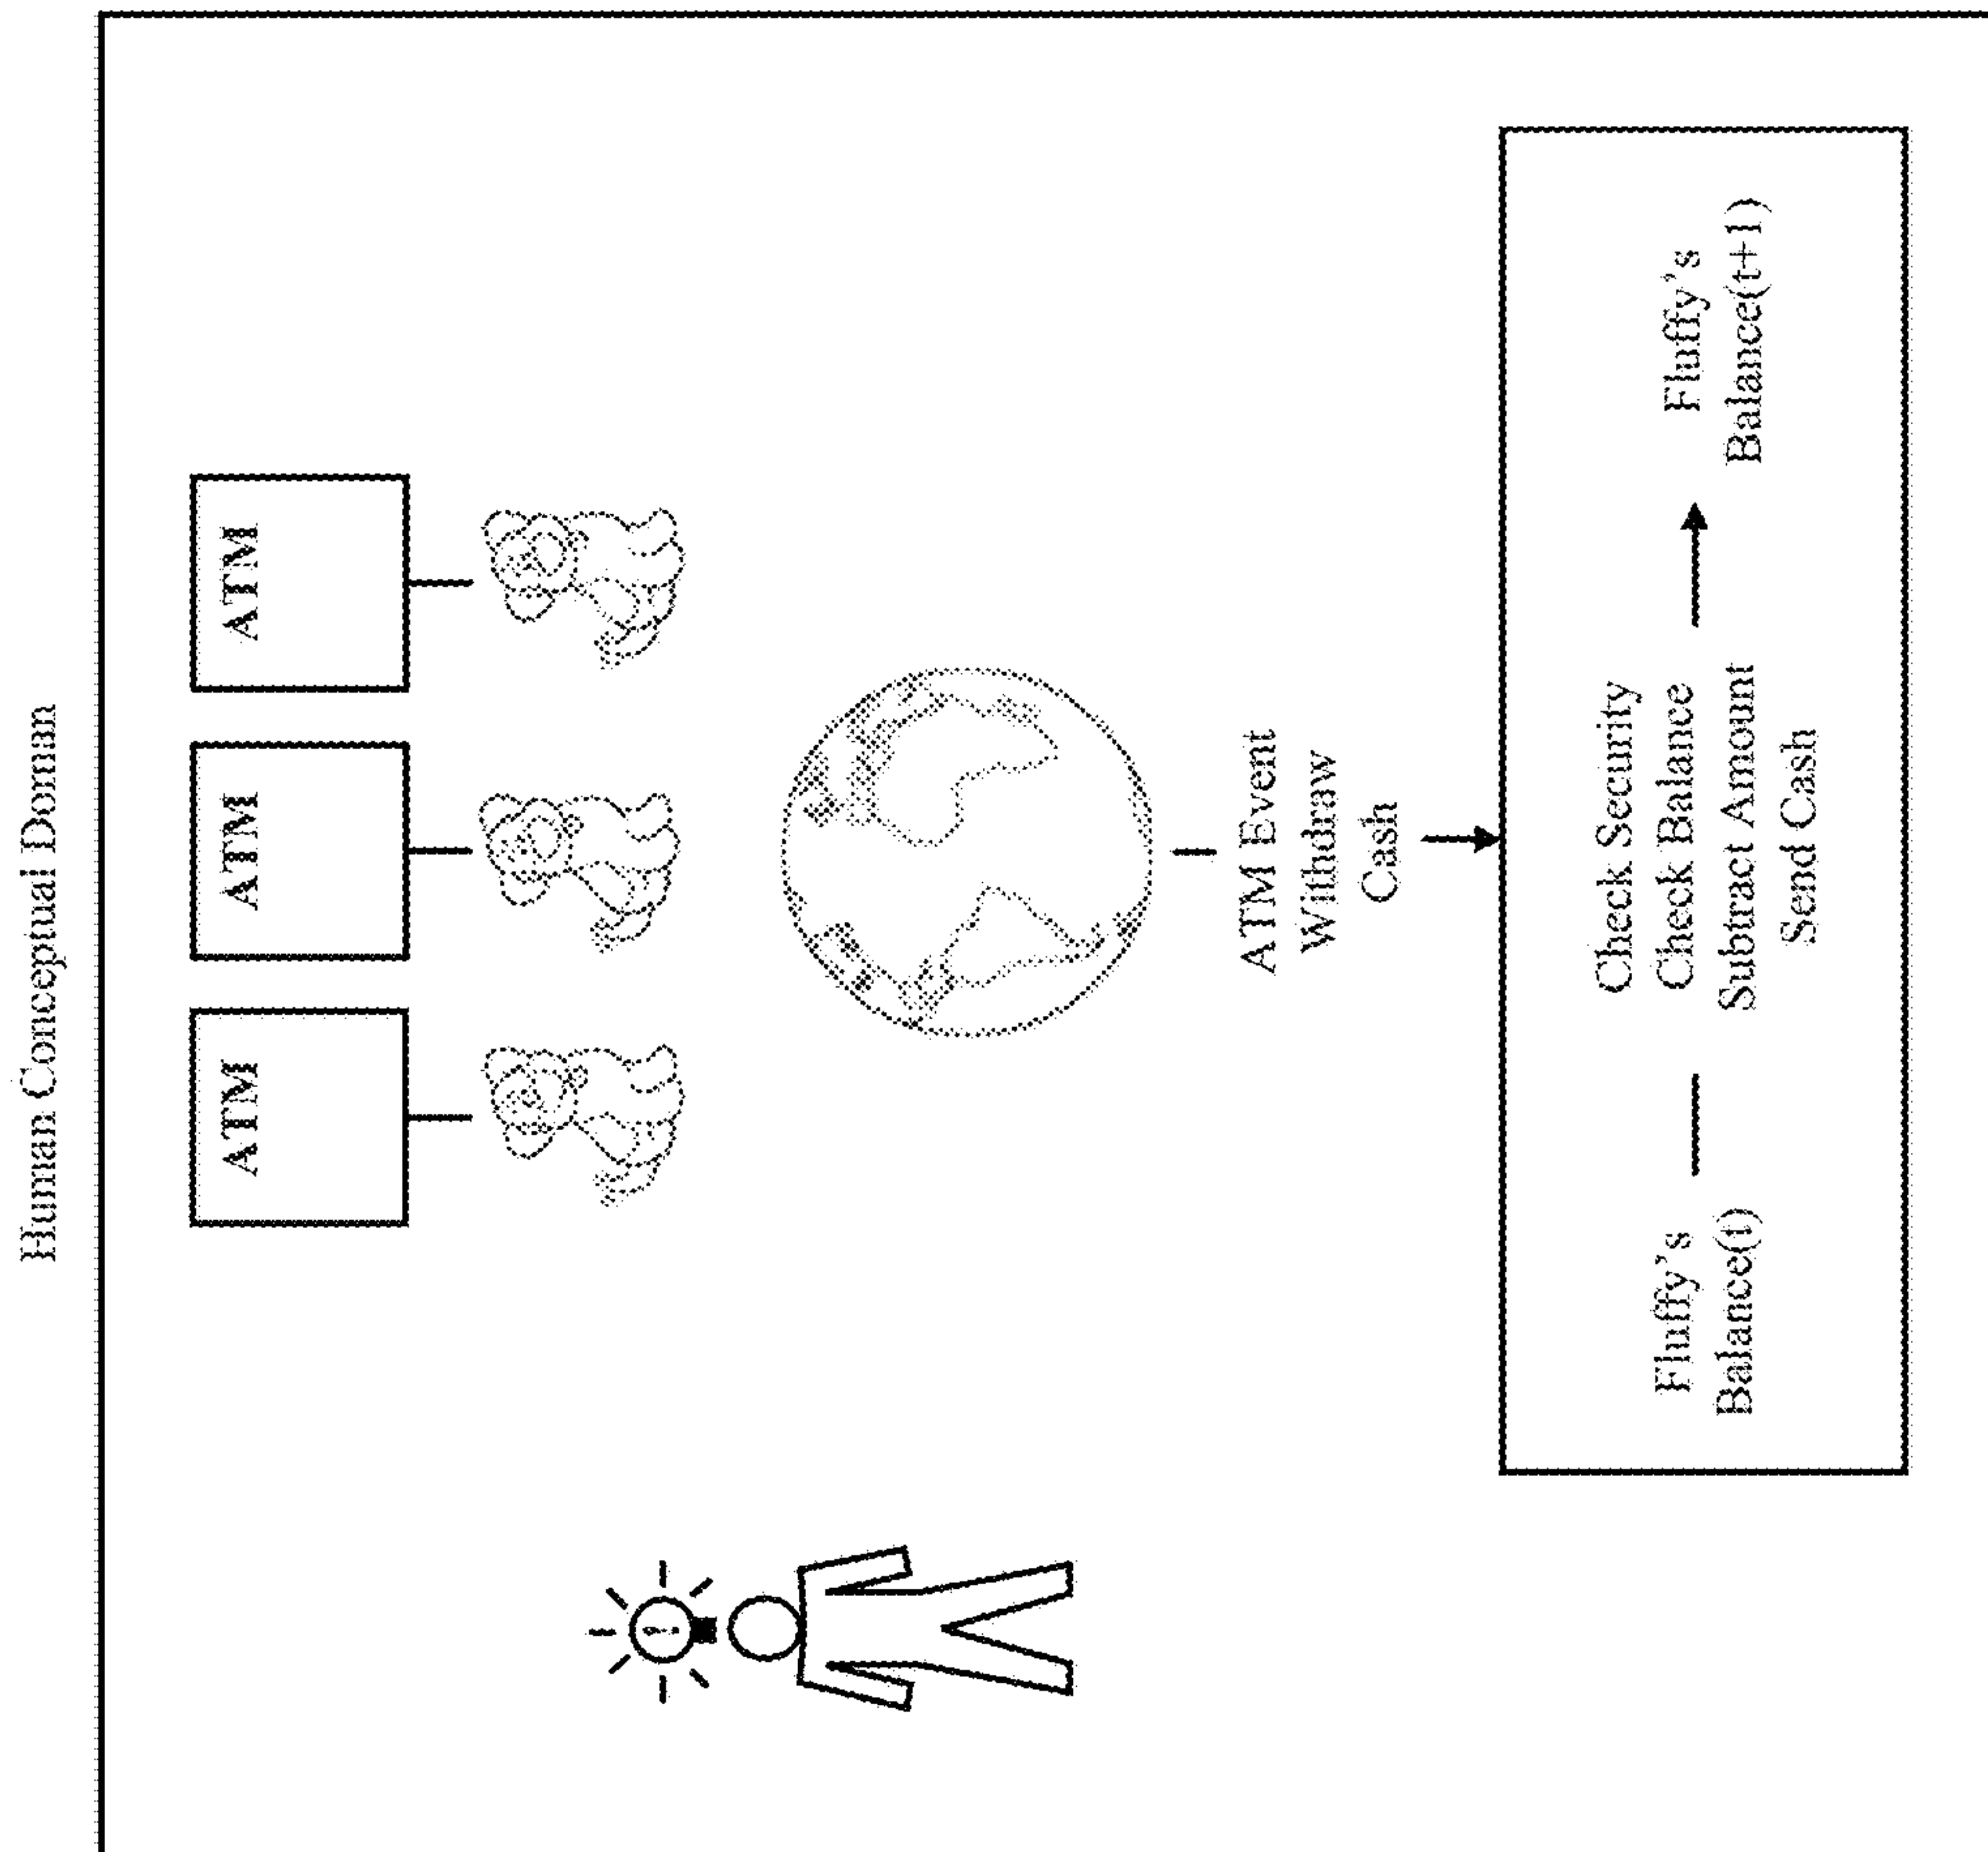 Human Conceptual Domain
ATM
ATM
ATM
ATM Event
Withdraw
Cash
Fluffy's
Balance(t)
Check Security
Check Balance
Subtract Amount
Send Cash
Fluffy's
Balance(t+1)